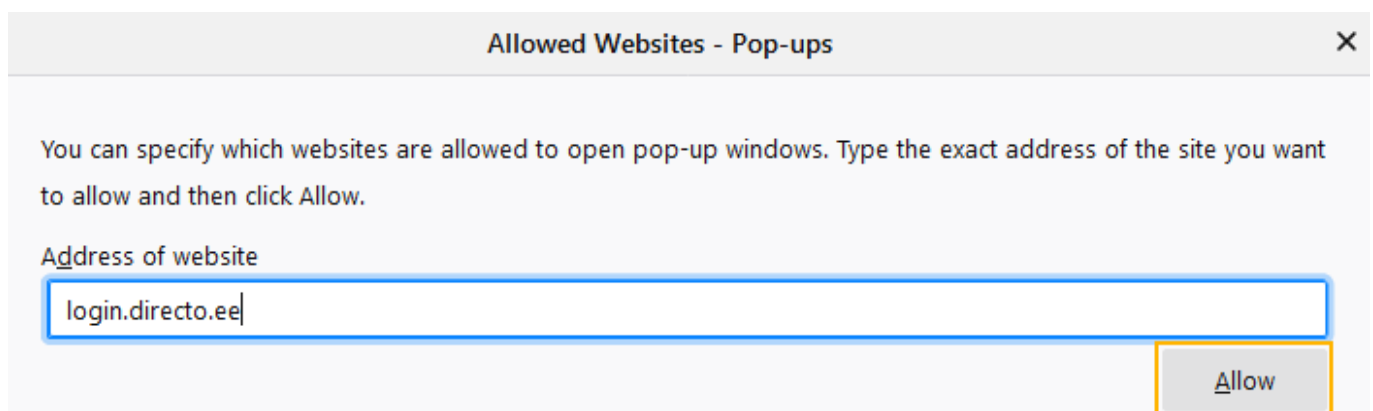 Allowed Websites - Pop-ups
You can specify which websites are allowed to open pop-up windows. Type the exact address of the site you want
to allow and then click Allow.
Address of website
login.directo.ee
Allow